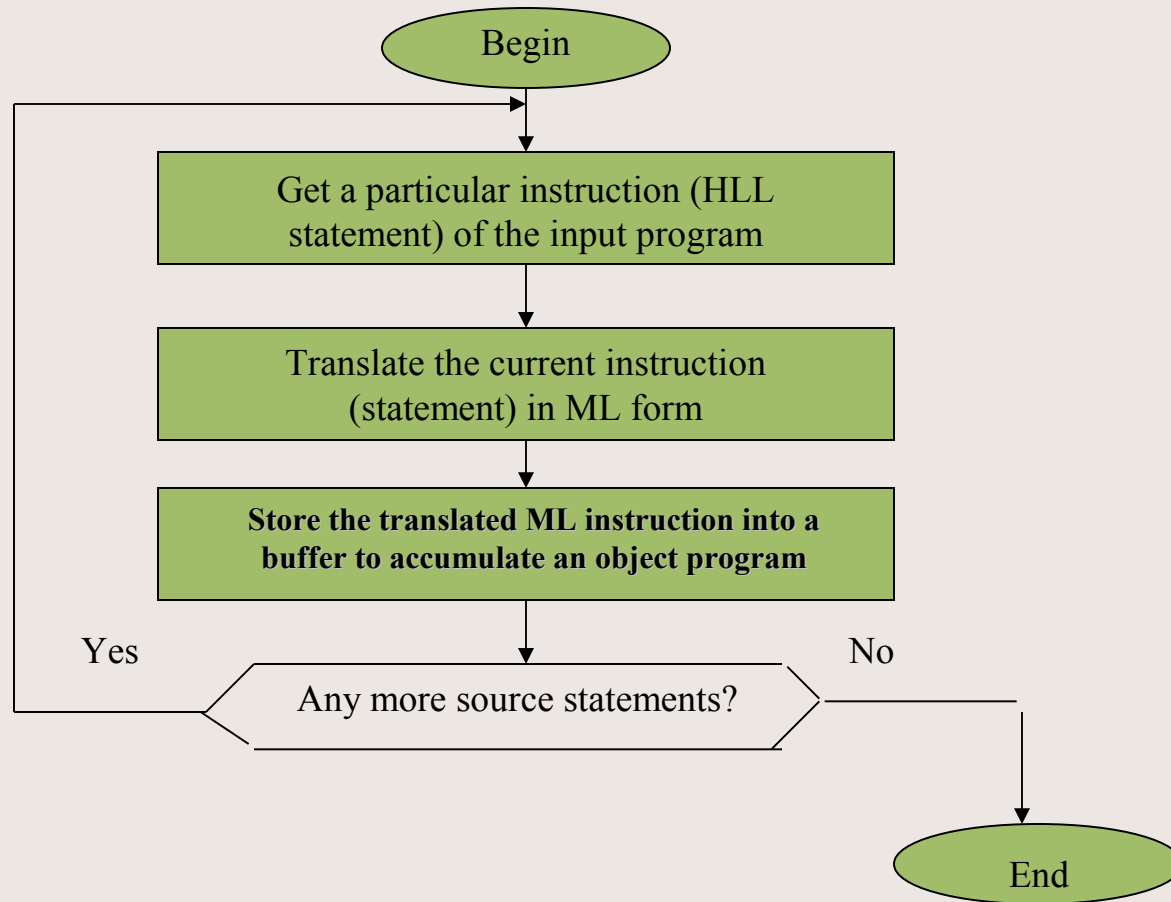 Begin
Get a particular instruction (HLL
statement) of the input program
Translate the current instruction
(statement) in ML form
Store the translated ML instruction into a
buffer to accumulate an object program
Yes
No
Any more source statements?
End